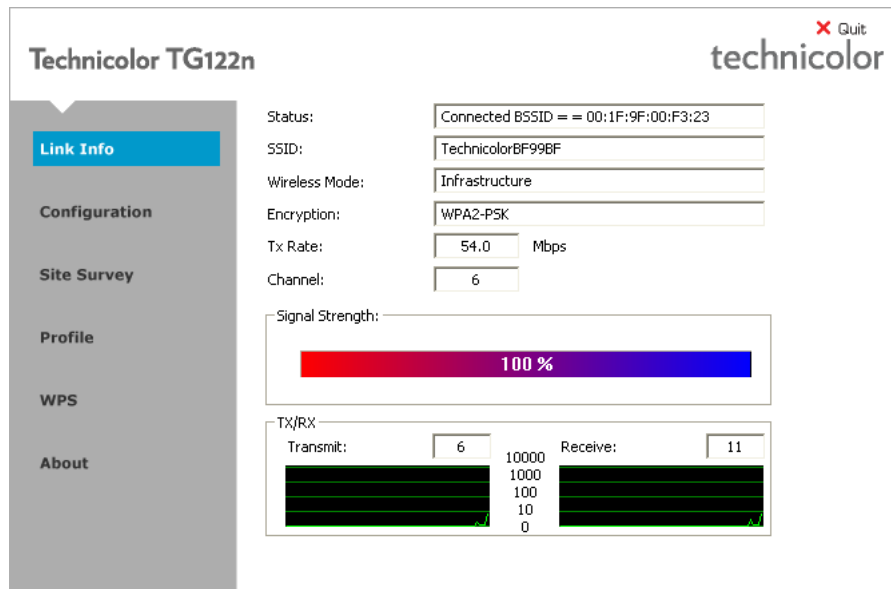 Quit
Technicolor TG122n
technicolor
Link Info
Configuration
Site Survey
Profile
WPS
About
Status: Connected BSSID = = 00:1F:9F:00:F3:23
SSID: TechnicolorBF99BF
Wireless Mode: Infrastructure
Encryption: WPA2-PSK
Tx Rate: 54.0 Mbps
Channel: 6
Signal Strength:
100 %
TX/RX
Transmit: 6
10000
1000
100
10
0
Receive: 11